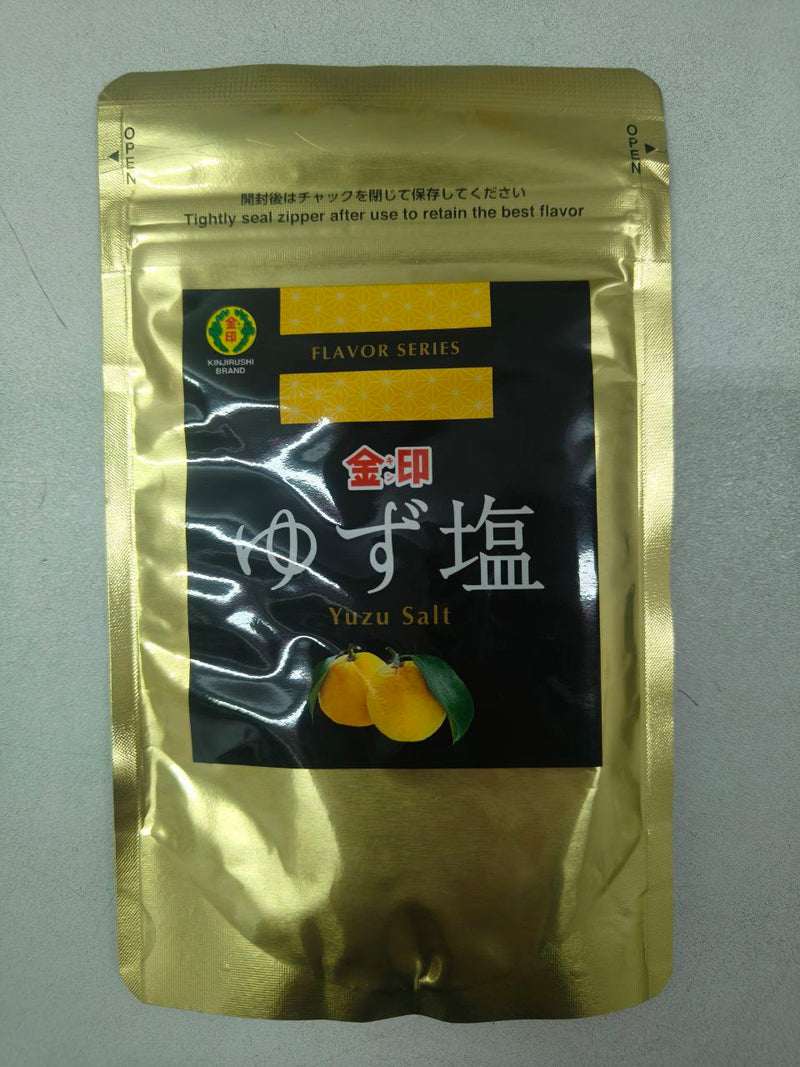 OPEN
OPEN
開封後はチャックを閉じて保存してください
Tightly seal zipper after use to retain the best flavor
金印
KINJIRUSHI
BRAND
FLAVOR SERIES
金印
キン
ゆず塩
Yuzu Salt